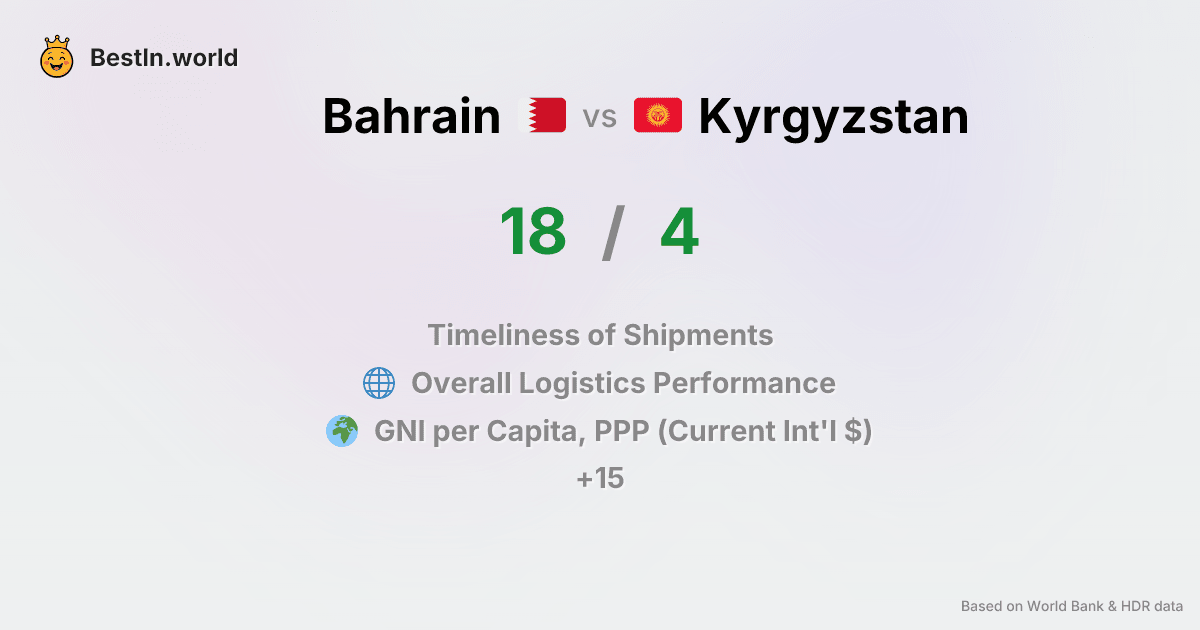 BestIn.world
Bahrain vs Kyrgyzstan
18 / 4
Timeliness of Shipments
Overall Logistics Performance
GNI per Capita, PPP (Current Int'l $)
+15
Based on World Bank & HDR data